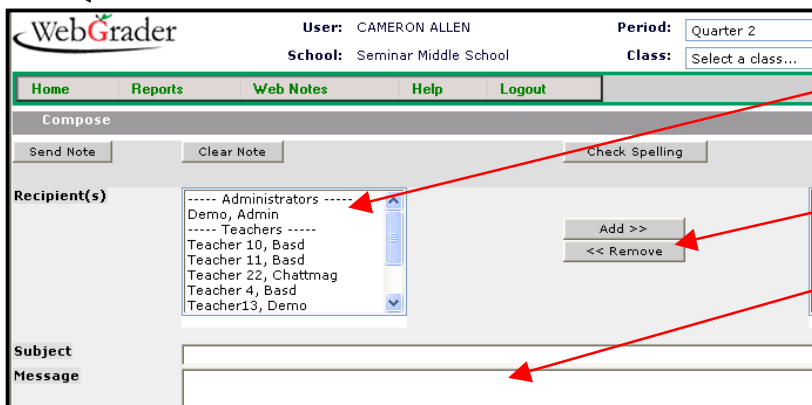 WebGrader User: CAMERON ALLEN Period: Quarter 2
School: Seminar Middle School Class: Select a class...
Home Reports Web Notes Help Logout
Compose
Send Note Clear Note Check Spelling
Recipient(s)
----- Administrators -----
Demo, Admin
----- Teachers -----
Teacher 10, Basd
Teacher 11, Basd
Teacher 22, Chattmag
Teacher 4, Basd
Teacher13, Demo
Add >>
<< Remove
Subject
Message